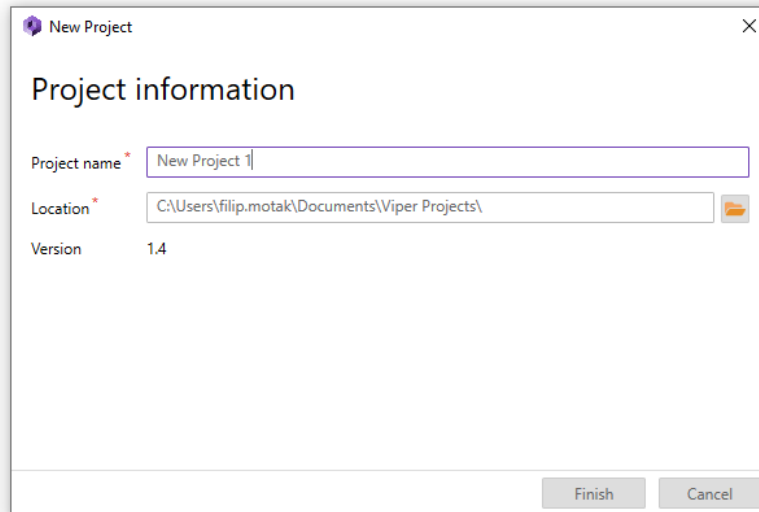 New Project
Project information
Project name *
New Project 1
Location *
C:\Users\filip.motak\Documents\Viper Projects\
Version
1.4
Finish
Cancel